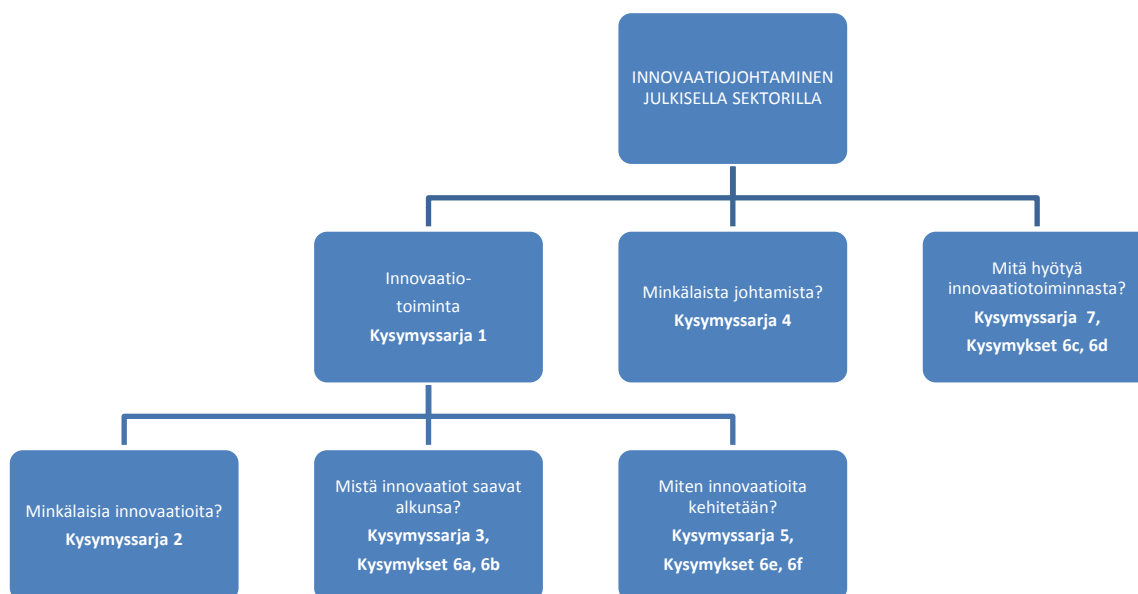 INNOVAATIOJOHTAMINEN
JULKISELLA SEKTORILLA
Innovaatio-
toiminta
Kysymyssarja 1
Minkälaista johtamista?
Kysymyssarja 4
Mitä hyötyä
innovaatiotoiminnasta?
Kysymyssarja 7,
Kysymykset 6c, 6d
Minkälaisia innovaatioita?
Kysymyssarja 2
Mistä innovaatiot saavat
alkunsa?
Kysymyssarja 3,
Kysymykset 6a, 6b
Miten innovaatioita
kehitetään?
Kysymyssarja 5,
Kysymykset 6e, 6f